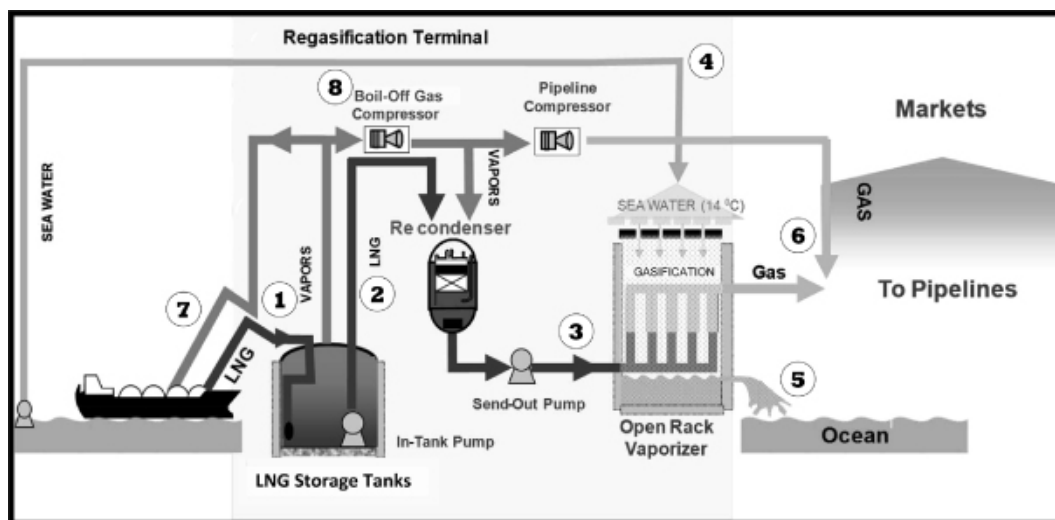 Regasification Terminal
4
8
Boil-Off Gas
Compressor
Pipeline
Compressor
Markets
SEA WATER
VAPORS
GAS
SEA WATER (14 °C)
Re condenser
LNG
VAPORS
6
GASIFICATION
Gas
7
1
2
To Pipelines
3
LNG
5
Send-Out Pump
In-Tank Pump
Open Rack
Vaporizer
Ocean
LNG Storage Tanks